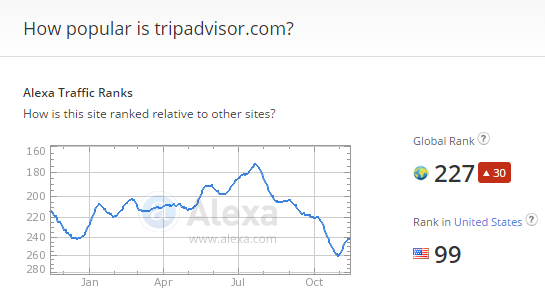 How popular is tripadvisor.com?
Alexa Traffic Ranks
How is this site ranked relative to other sites?
160
180
200
220
240
260
280
Jan Apr Jul Oct
Alexa
www.alexa.com
Global Rank ?
227 ▲ 30
Rank in United States ?
99